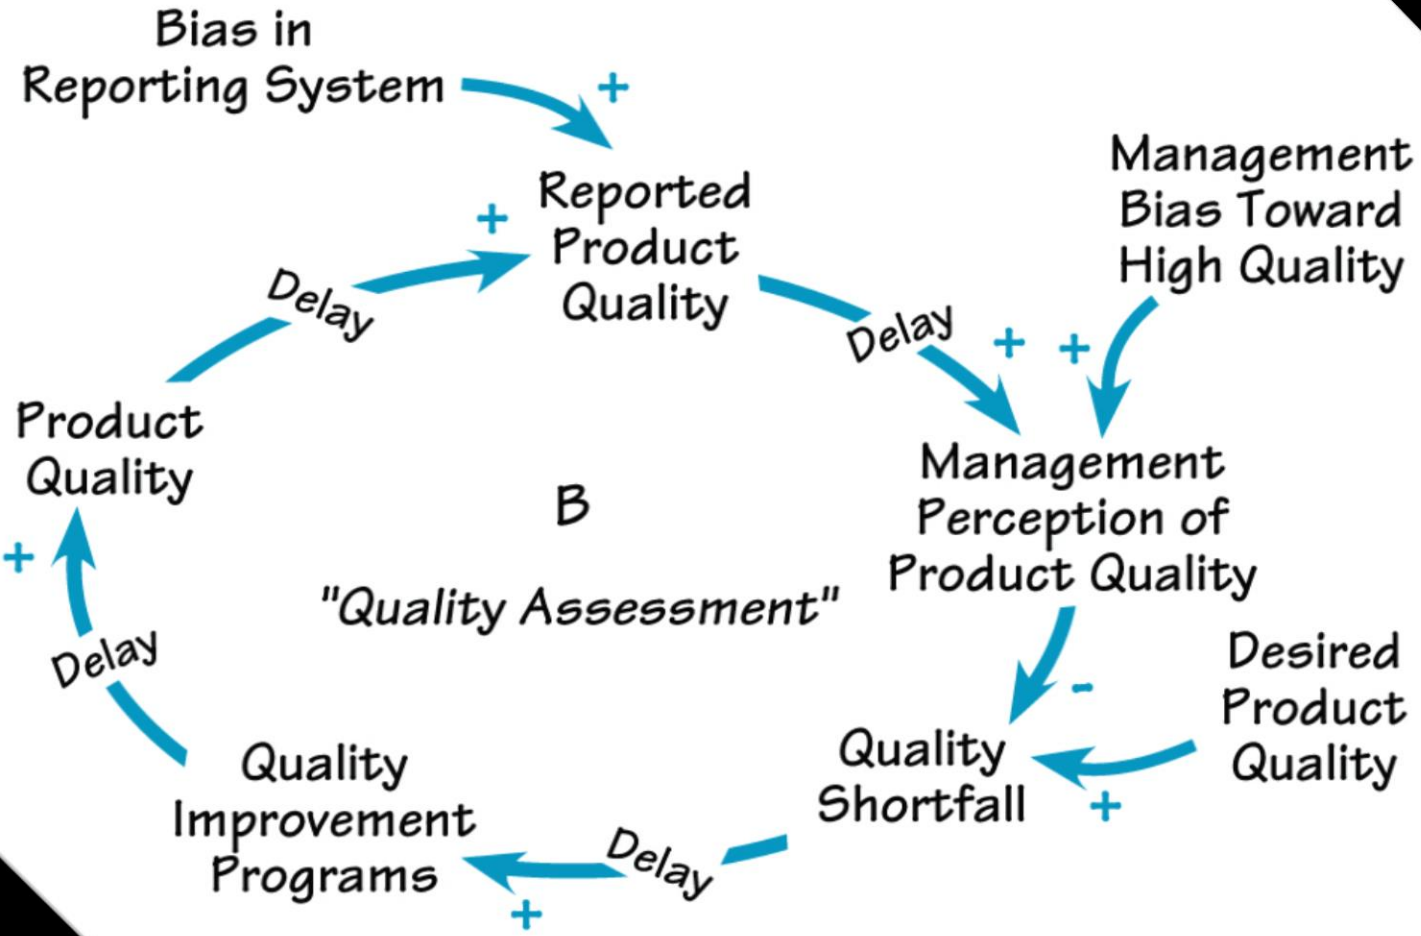 Bias in
Reporting System
+
Reported
Product
Quality
+
Delay
Management
Bias Toward
High Quality
Delay
+
+
Product
Quality
+
Management
Perception of
Product Quality
B
"Quality Assessment"
-
Desired
Product
Quality
+
Quality
Shortfall
Delay
+
Quality
Improvement
Programs
Delay